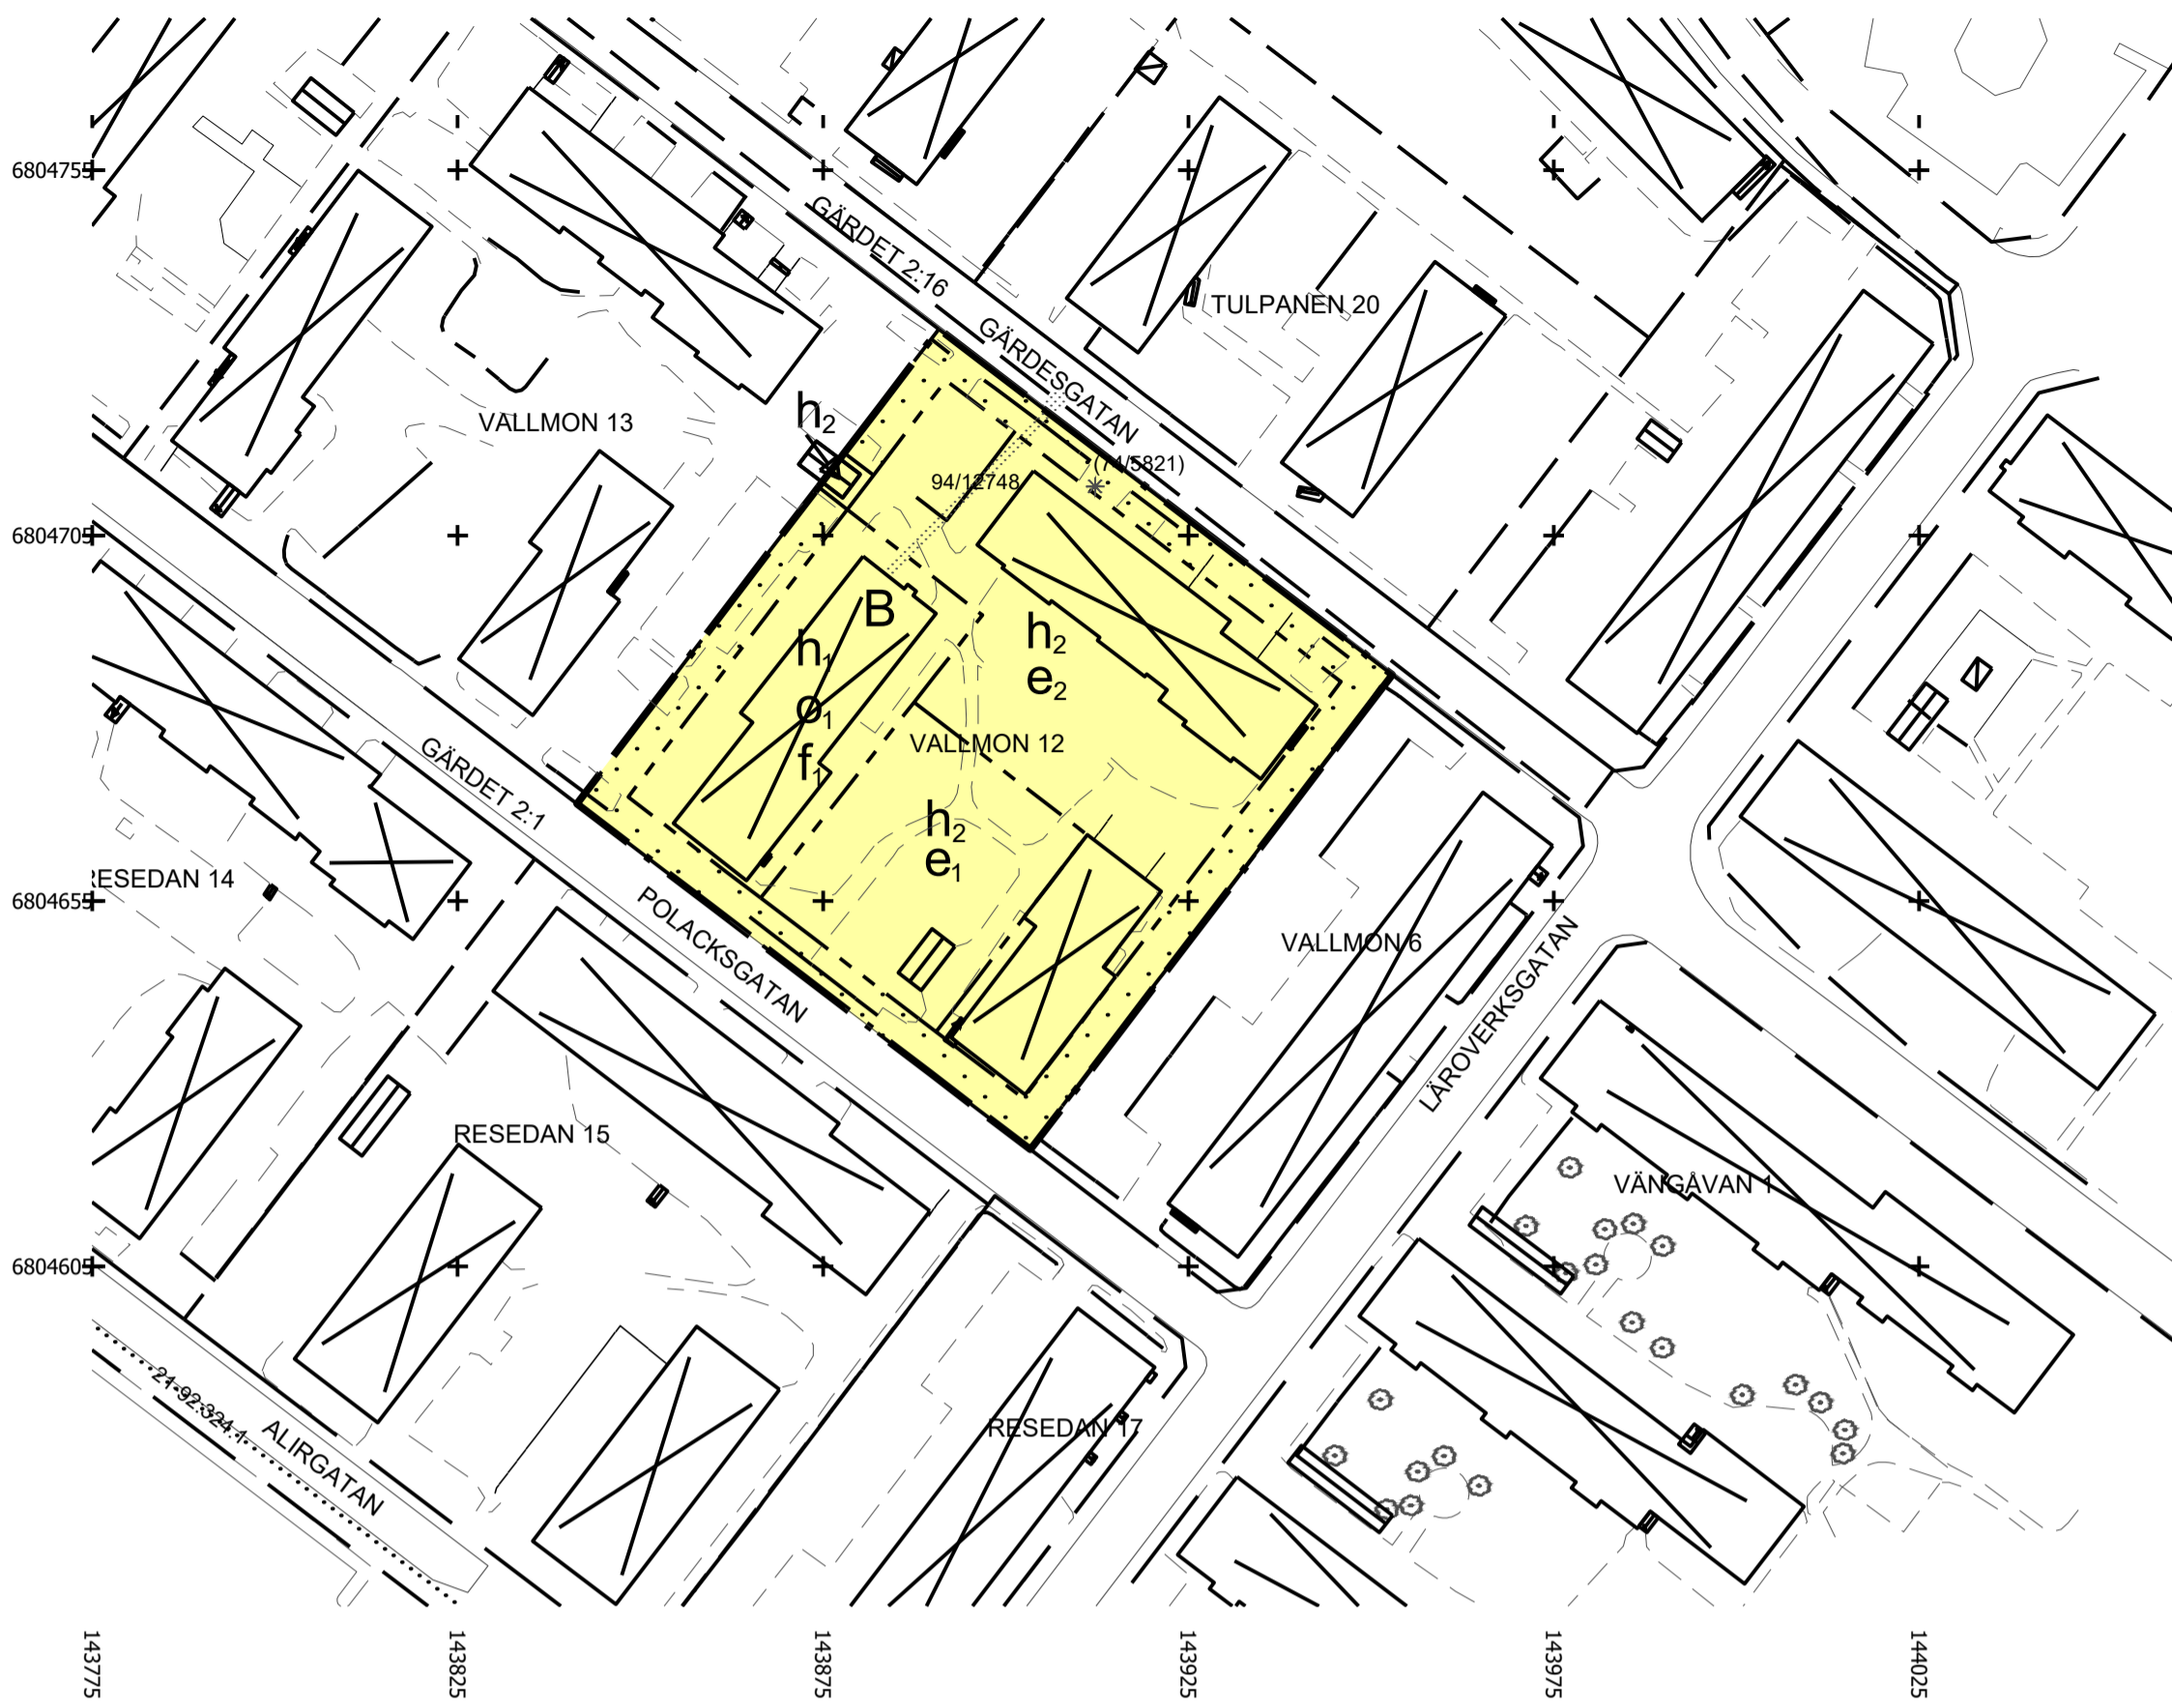 6804755
GÄRDET 2:16
TULPANEN 20
GÄRDESGATAN
h2
VALLMON 13
(74/5821)
94/12748
6804705
B
h2
h1
e2
ø1
VALLMON 12
f1
GÄRDET 2:1
h2
e1
RESEDAN 14
6804655
POLACKSGATAN
VALLMON 6
LÄROVERKSGATAN
RESEDAN 15
VÄNGÅVAN 1
6804605
21-92:324.1
ALIRGATAN
RESEDAN 17
143775
143825
143875
143925
143975
144025